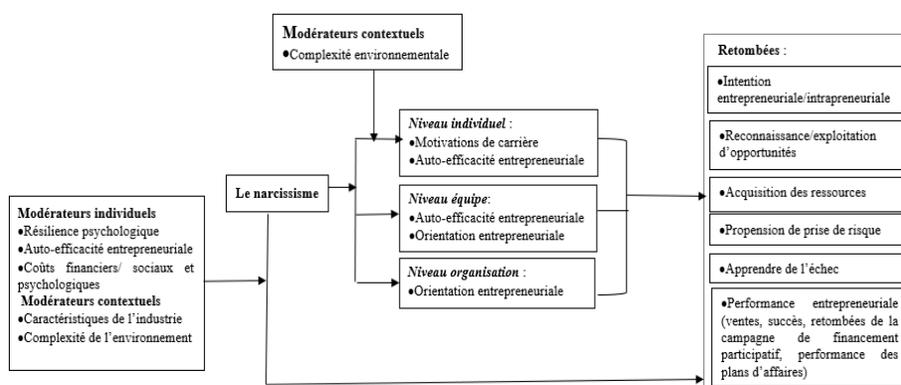 Modérateurs contextuels
●Complexité environnementale
Retombées :
●Intention
entrepreneuriale/intrapreneuriale
●Reconnaissance/exploitation
d’opportunités
●Acquisition des ressources
●Propension de prise de risque
●Apprendre de l’échec
●Performance entrepreneuriale
(ventes, succès, retombées de la
campagne de financement
participatif, performance des
plans d’affaires)
Niveau individuel :
●Motivations de carrière
●Auto-efficacité entrepreneuriale
Le narcissisme
Niveau équipe:
●Auto-efficacité entrepreneuriale
●Orientation entrepreneuriale
Niveau organisation :
●Orientation entrepreneuriale
Modérateurs individuels
●Résilience psychologique
●Auto-efficacité entrepreneuriale
●Coûts financiers/ sociaux et
psychologiques
Modérateurs contextuels
●Caractéristiques de l’industrie
●Complexité de l’environnement